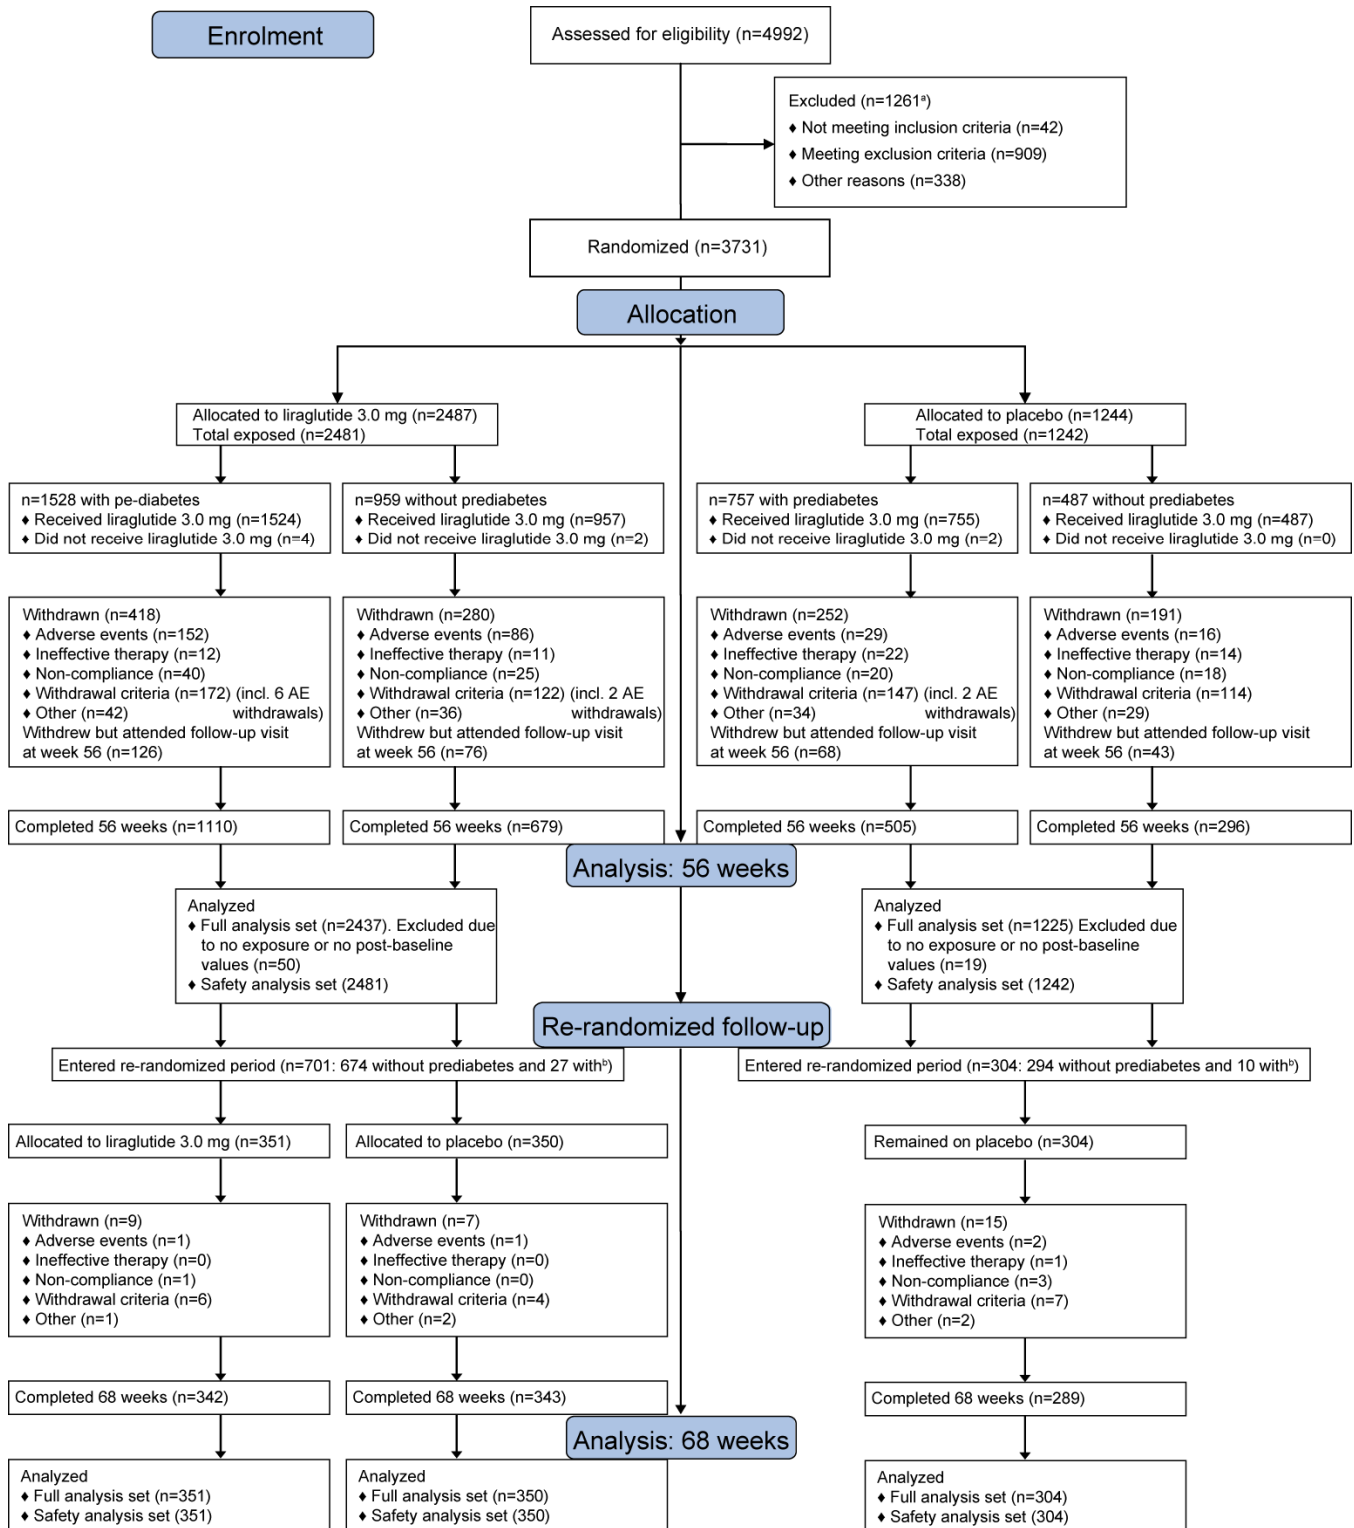 Enrolment
Assessed for eligibility (n=4992)
Excluded (n=1261ª)
♦ Not meeting inclusion criteria (n=42)
♦ Meeting exclusion criteria (n=909)
♦ Other reasons (n=338)
Randomized (n=3731)
Allocation
Allocated to liraglutide 3.0 mg (n=2487)
Total exposed (n=2481)
Allocated to placebo (n=1244)
Total exposed (n=1242)
n=1528 with pe-diabetes
♦ Received liraglutide 3.0 mg (n=1524)
♦ Did not receive liraglutide 3.0 mg (n=4)
n=959 without prediabetes
♦ Received liraglutide 3.0 mg (n=957)
♦ Did not receive liraglutide 3.0 mg (n=2)
n=757 with prediabetes
♦ Received liraglutide 3.0 mg (n=755)
♦ Did not receive liraglutide 3.0 mg (n=2)
n=487 without prediabetes
♦ Received liraglutide 3.0 mg (n=487)
♦ Did not receive liraglutide 3.0 mg (n=0)
Withdrawn (n=418)
♦ Adverse events (n=152)
♦ Ineffective therapy (n=12)
♦ Non-compliance (n=40)
♦ Withdrawal criteria (n=172) (incl. 6 AE
♦ Other (n=42) withdrawals)
Withdrew but attended follow-up visit
at week 56 (n=126)
Withdrawn (n=280)
♦ Adverse events (n=86)
♦ Ineffective therapy (n=11)
♦ Non-compliance (n=25)
♦ Withdrawal criteria (n=122) (incl. 2 AE
♦ Other (n=36) withdrawals)
Withdrew but attended follow-up visit
at week 56 (n=76)
Withdrawn (n=252)
♦ Adverse events (n=29)
♦ Ineffective therapy (n=22)
♦ Non-compliance (n=20)
♦ Withdrawal criteria (n=147) (incl. 2 AE
♦ Other (n=34) withdrawals)
Withdrew but attended follow-up visit
at week 56 (n=68)
Withdrawn (n=191)
♦ Adverse events (n=16)
♦ Ineffective therapy (n=14)
♦ Non-compliance (n=18)
♦ Withdrawal criteria (n=114)
♦ Other (n=29)
Withdrew but attended follow-up visit
at week 56 (n=43)
Completed 56 weeks (n=1110)
Completed 56 weeks (n=679)
Completed 56 weeks (n=505)
Completed 56 weeks (n=296)
Analysis: 56 weeks
Analyzed
♦ Full analysis set (n=2437). Excluded due
to no exposure or no post-baseline
values (n=50)
♦ Safety analysis set (2481)
Analyzed
♦ Full analysis set (n=1225) Excluded due
to no exposure or no post-baseline
values (n=19)
♦ Safety analysis set (1242)
Re-randomized follow-up
Entered re-randomized period (n=701: 674 without prediabetes and 27 withᵇ)
Entered re-randomized period (n=304: 294 without prediabetes and 10 withᵇ)
Allocated to liraglutide 3.0 mg (n=351)
Allocated to placebo (n=350)
Remained on placebo (n=304)
Withdrawn (n=9)
♦ Adverse events (n=1)
♦ Ineffective therapy (n=0)
♦ Non-compliance (n=1)
♦ Withdrawal criteria (n=6)
♦ Other (n=1)
Withdrawn (n=7)
♦ Adverse events (n=1)
♦ Ineffective therapy (n=0)
♦ Non-compliance (n=0)
♦ Withdrawal criteria (n=4)
♦ Other (n=2)
Withdrawn (n=15)
♦ Adverse events (n=2)
♦ Ineffective therapy (n=1)
♦ Non-compliance (n=3)
♦ Withdrawal criteria (n=7)
♦ Other (n=2)
Completed 68 weeks (n=342)
Completed 68 weeks (n=343)
Completed 68 weeks (n=289)
Analysis: 68 weeks
Analyzed
♦ Full analysis set (n=351)
♦ Safety analysis set (351)
Analyzed
♦ Full analysis set (n=350)
♦ Safety analysis set (350)
Analyzed
♦ Full analysis set (n=304)
♦ Safety analysis set (304)